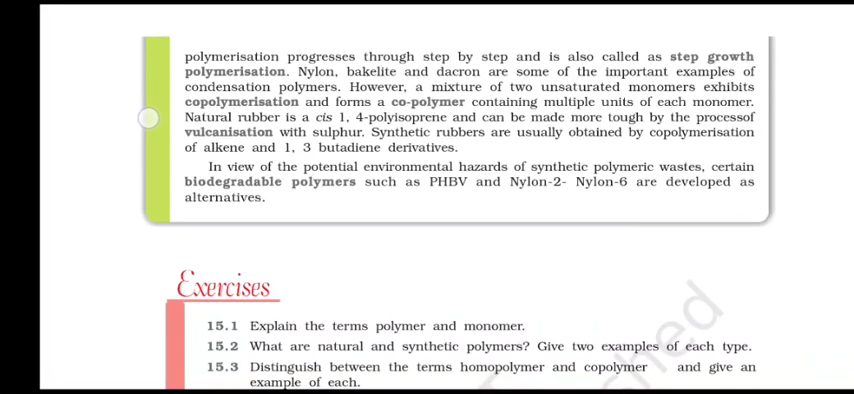 polymerisation progresses through step by step and is also called as step growth
polymerisation. Nylon, bakelite and dacron are some of the important examples of
condensation polymers. However, a mixture of two unsaturated monomers exhibits
copolymerisation and forms a co-polymer containing multiple units of each monomer.
Natural rubber is a cis 1, 4-polyisoprene and can be made more tough by the processof
vulcanisation with sulphur. Synthetic rubbers are usually obtained by copolymerisation
of alkene and 1, 3 butadiene derivatives.
In view of the potential environmental hazards of synthetic polymeric wastes, certain
biodegradable polymers such as PHBV and Nylon-2- Nylon-6 are developed as
alternatives.
Exercises
15.1 Explain the terms polymer and monomer.
15.2 What are natural and synthetic polymers? Give two examples of each type.
15.3 Distinguish between the terms homopolymer and copolymer and give an
example of each.